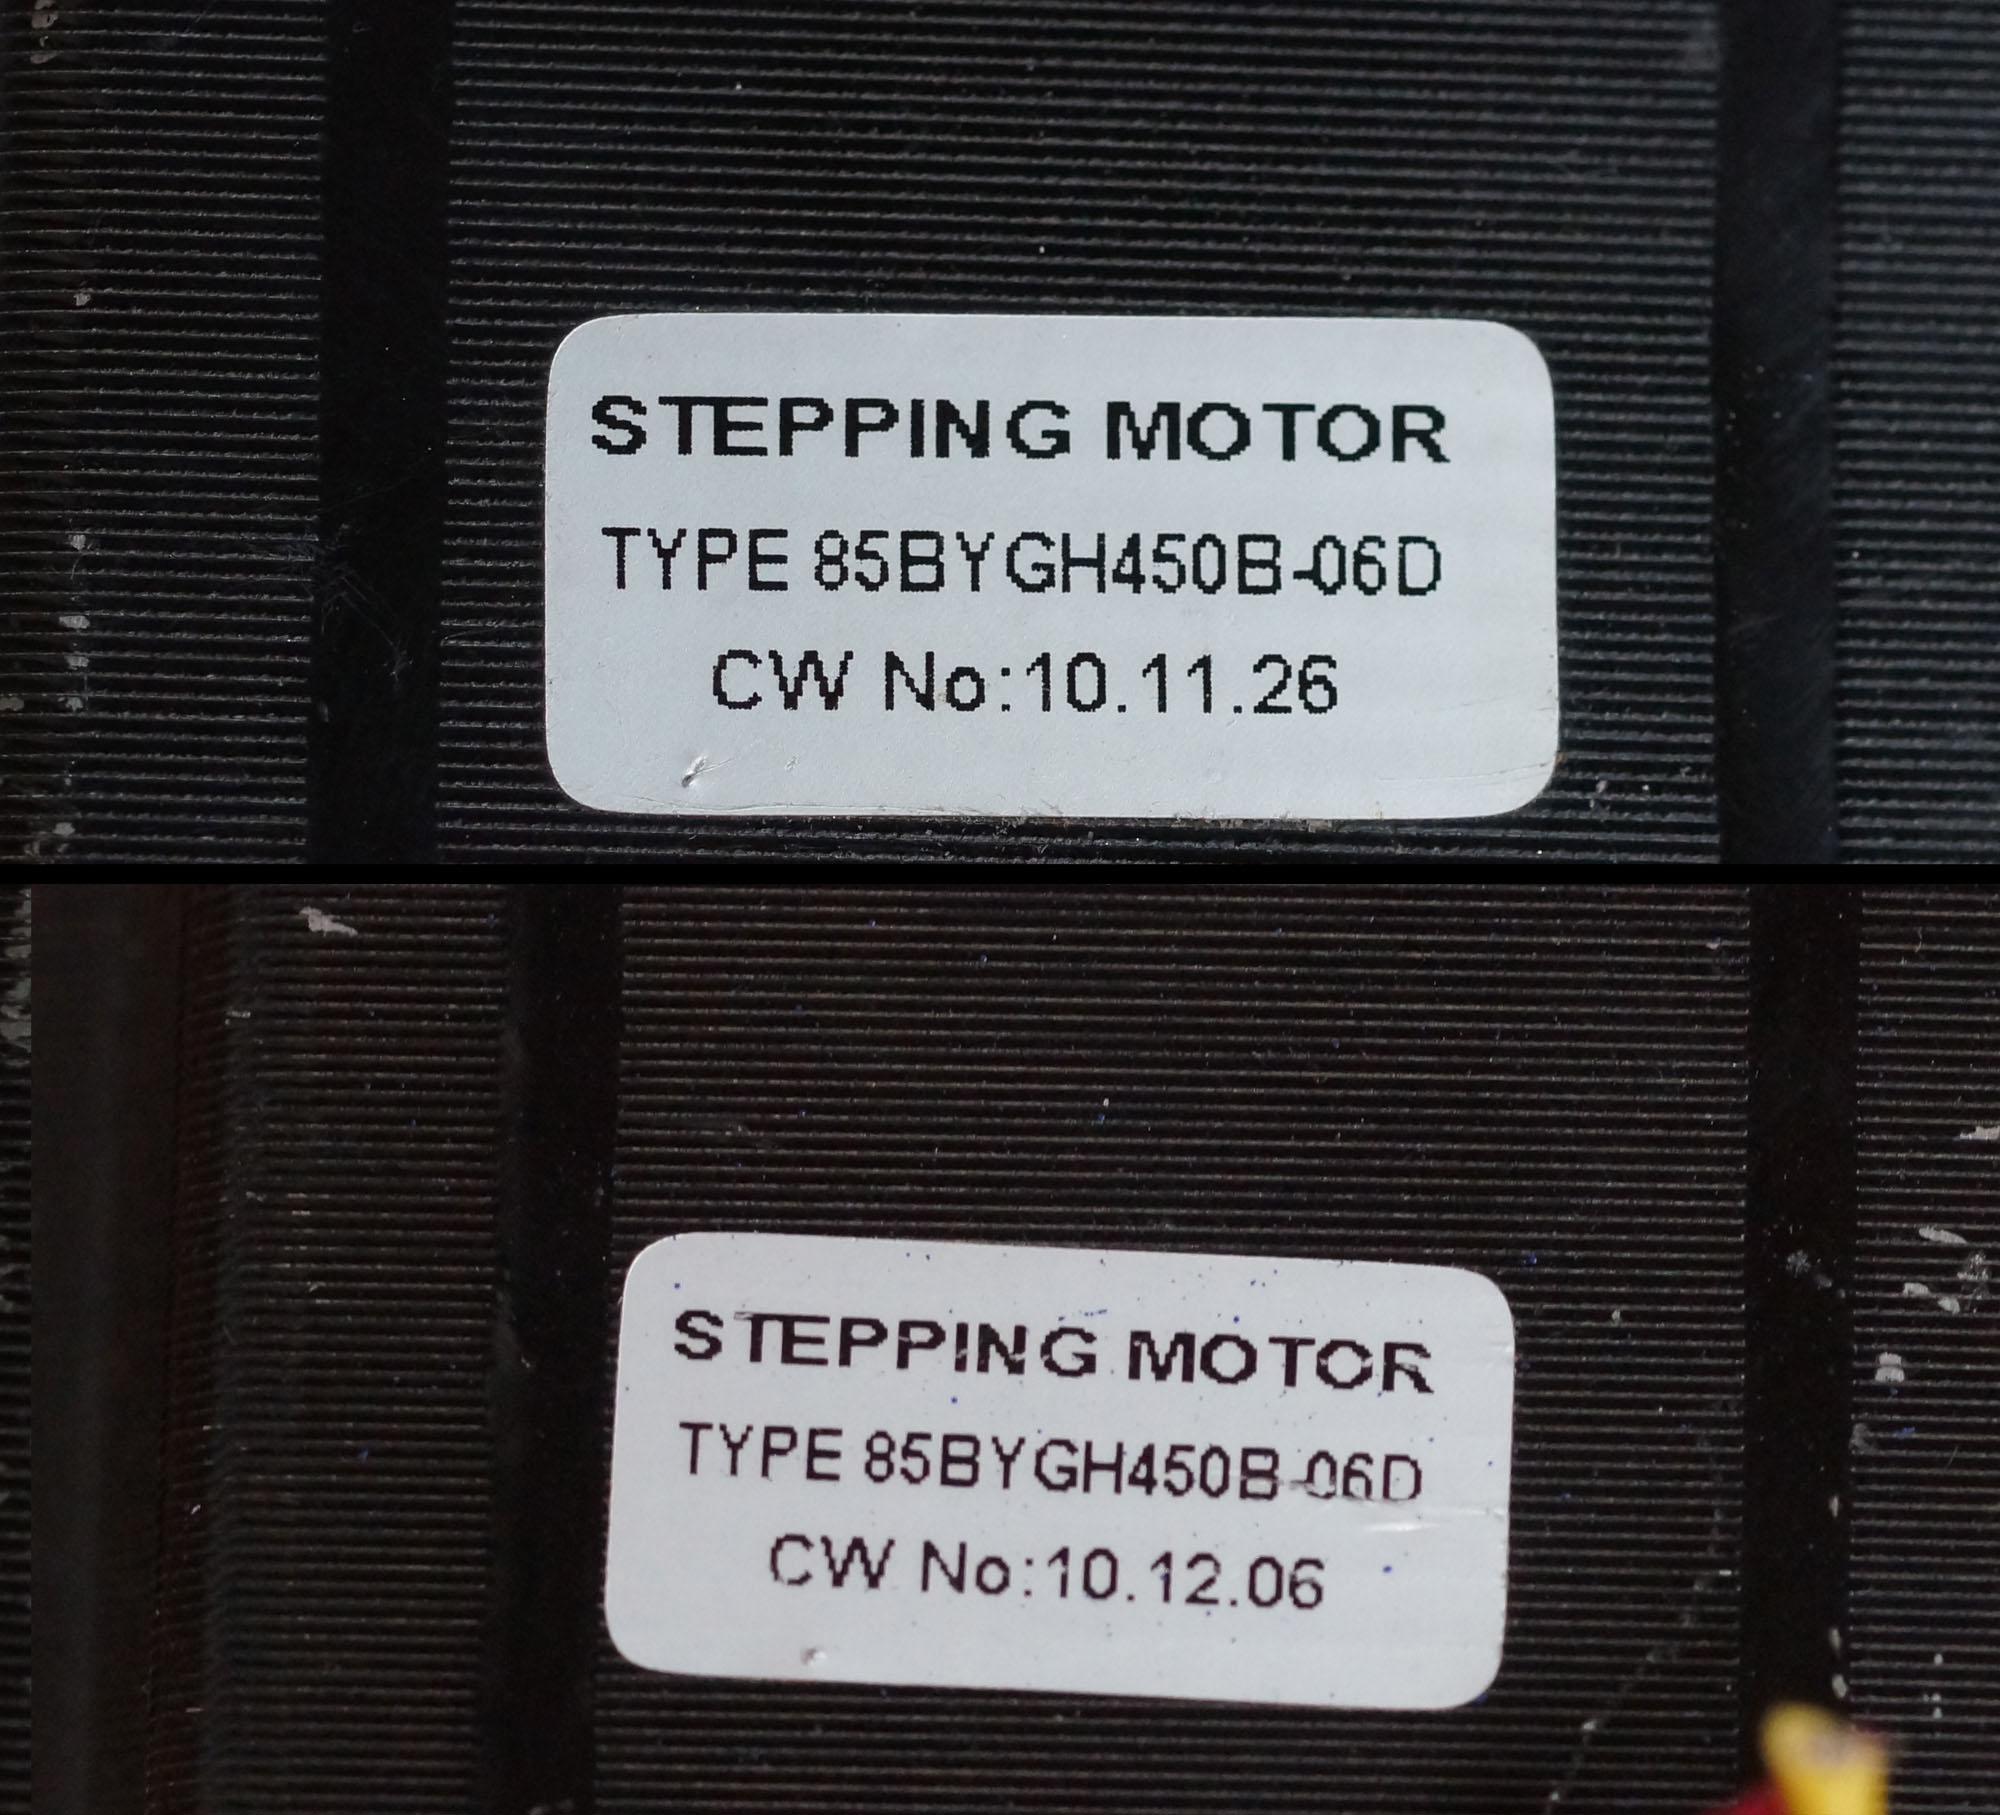 STEPPING MOTOR
TYPE 85BYGH450B-06D
CW No:10.11.26
STEPPING MOTOR
TYPE 85BYGH450B-06D
CW No:10.12.06